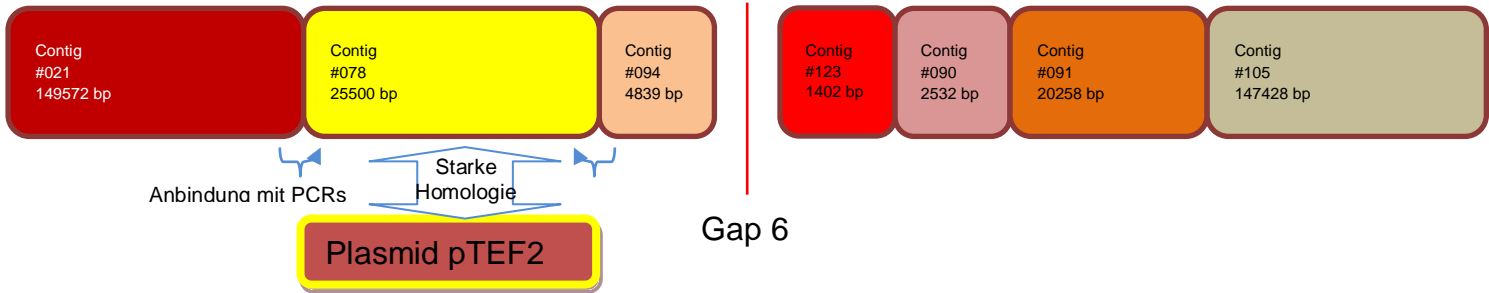 Contig
#021
149572 bp
Contig
#078
25500 bp
Contig
#094
4839 bp
Contig
#123
1402 bp
Contig
#090
2532 bp
Contig
#091
20258 bp
Contig
#105
147428 bp
Starke
Homologie
Anbindung mit PCRs
Gap 6
Plasmid pTEF2